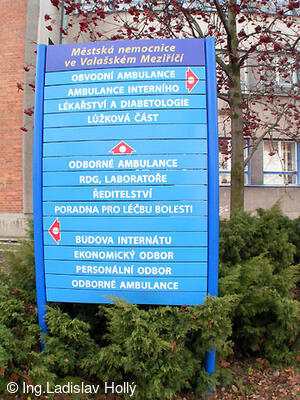 Městská nemocnice
ve Valašském Meziříčí
OBVODNÍ AMBULANCE
AMBULANCE INTERNÍHO
LÉKAŘSTVÍ A DIABETOLOGIE
LŮŽKOVÁ ČÁST
ODBORNÉ AMBULANCE
RDG, LABORATOŘE
ŘEDITELSTVÍ
PORADNA PRO LÉČBU BOLESTI
BUDOVA INTERNÁTU
EKONOMICKÝ ODBOR
PERSONÁLNÍ ODBOR
ODBORNÉ AMBULANCE
© Ing.Ladislav Hollý